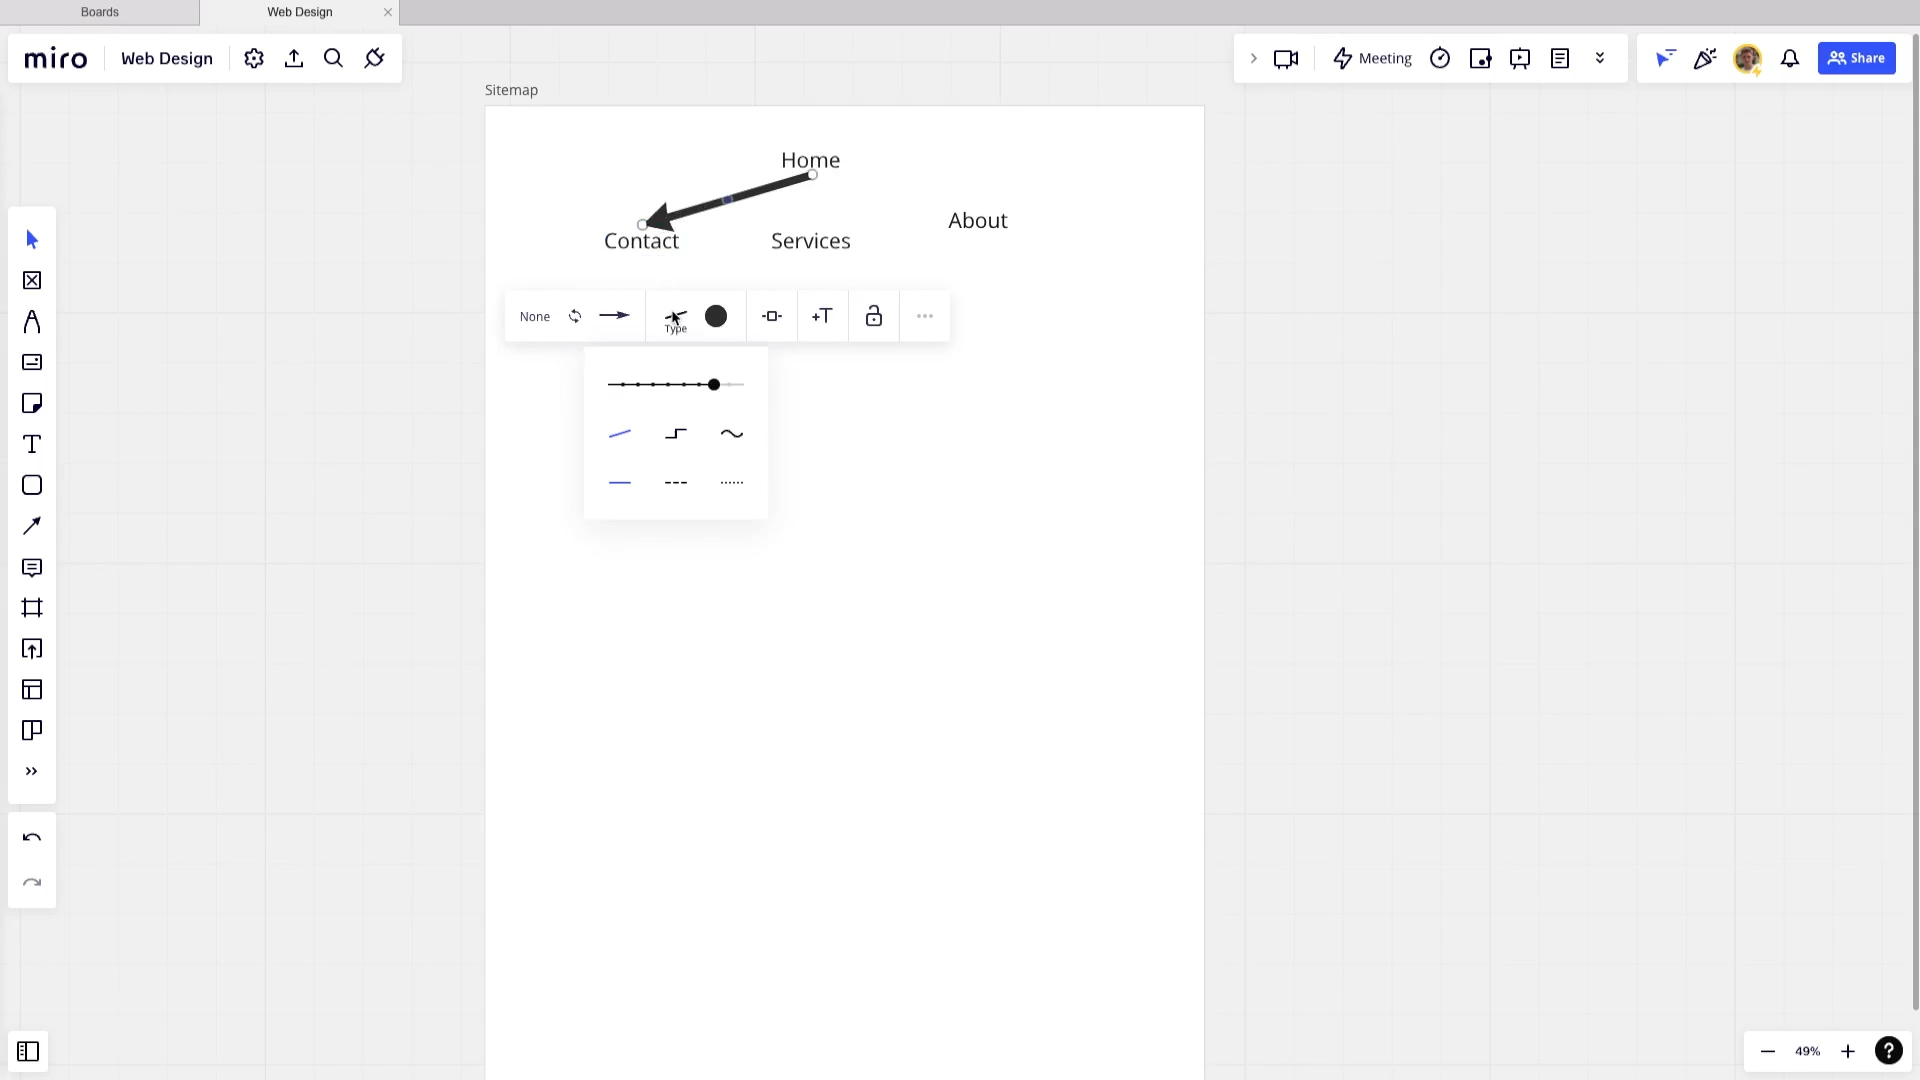 Boards
Web Design
miro
Web Design
Meeting
Share
Sitemap
Home
About
Contact
Services
None
Type
+T
T
49%
?